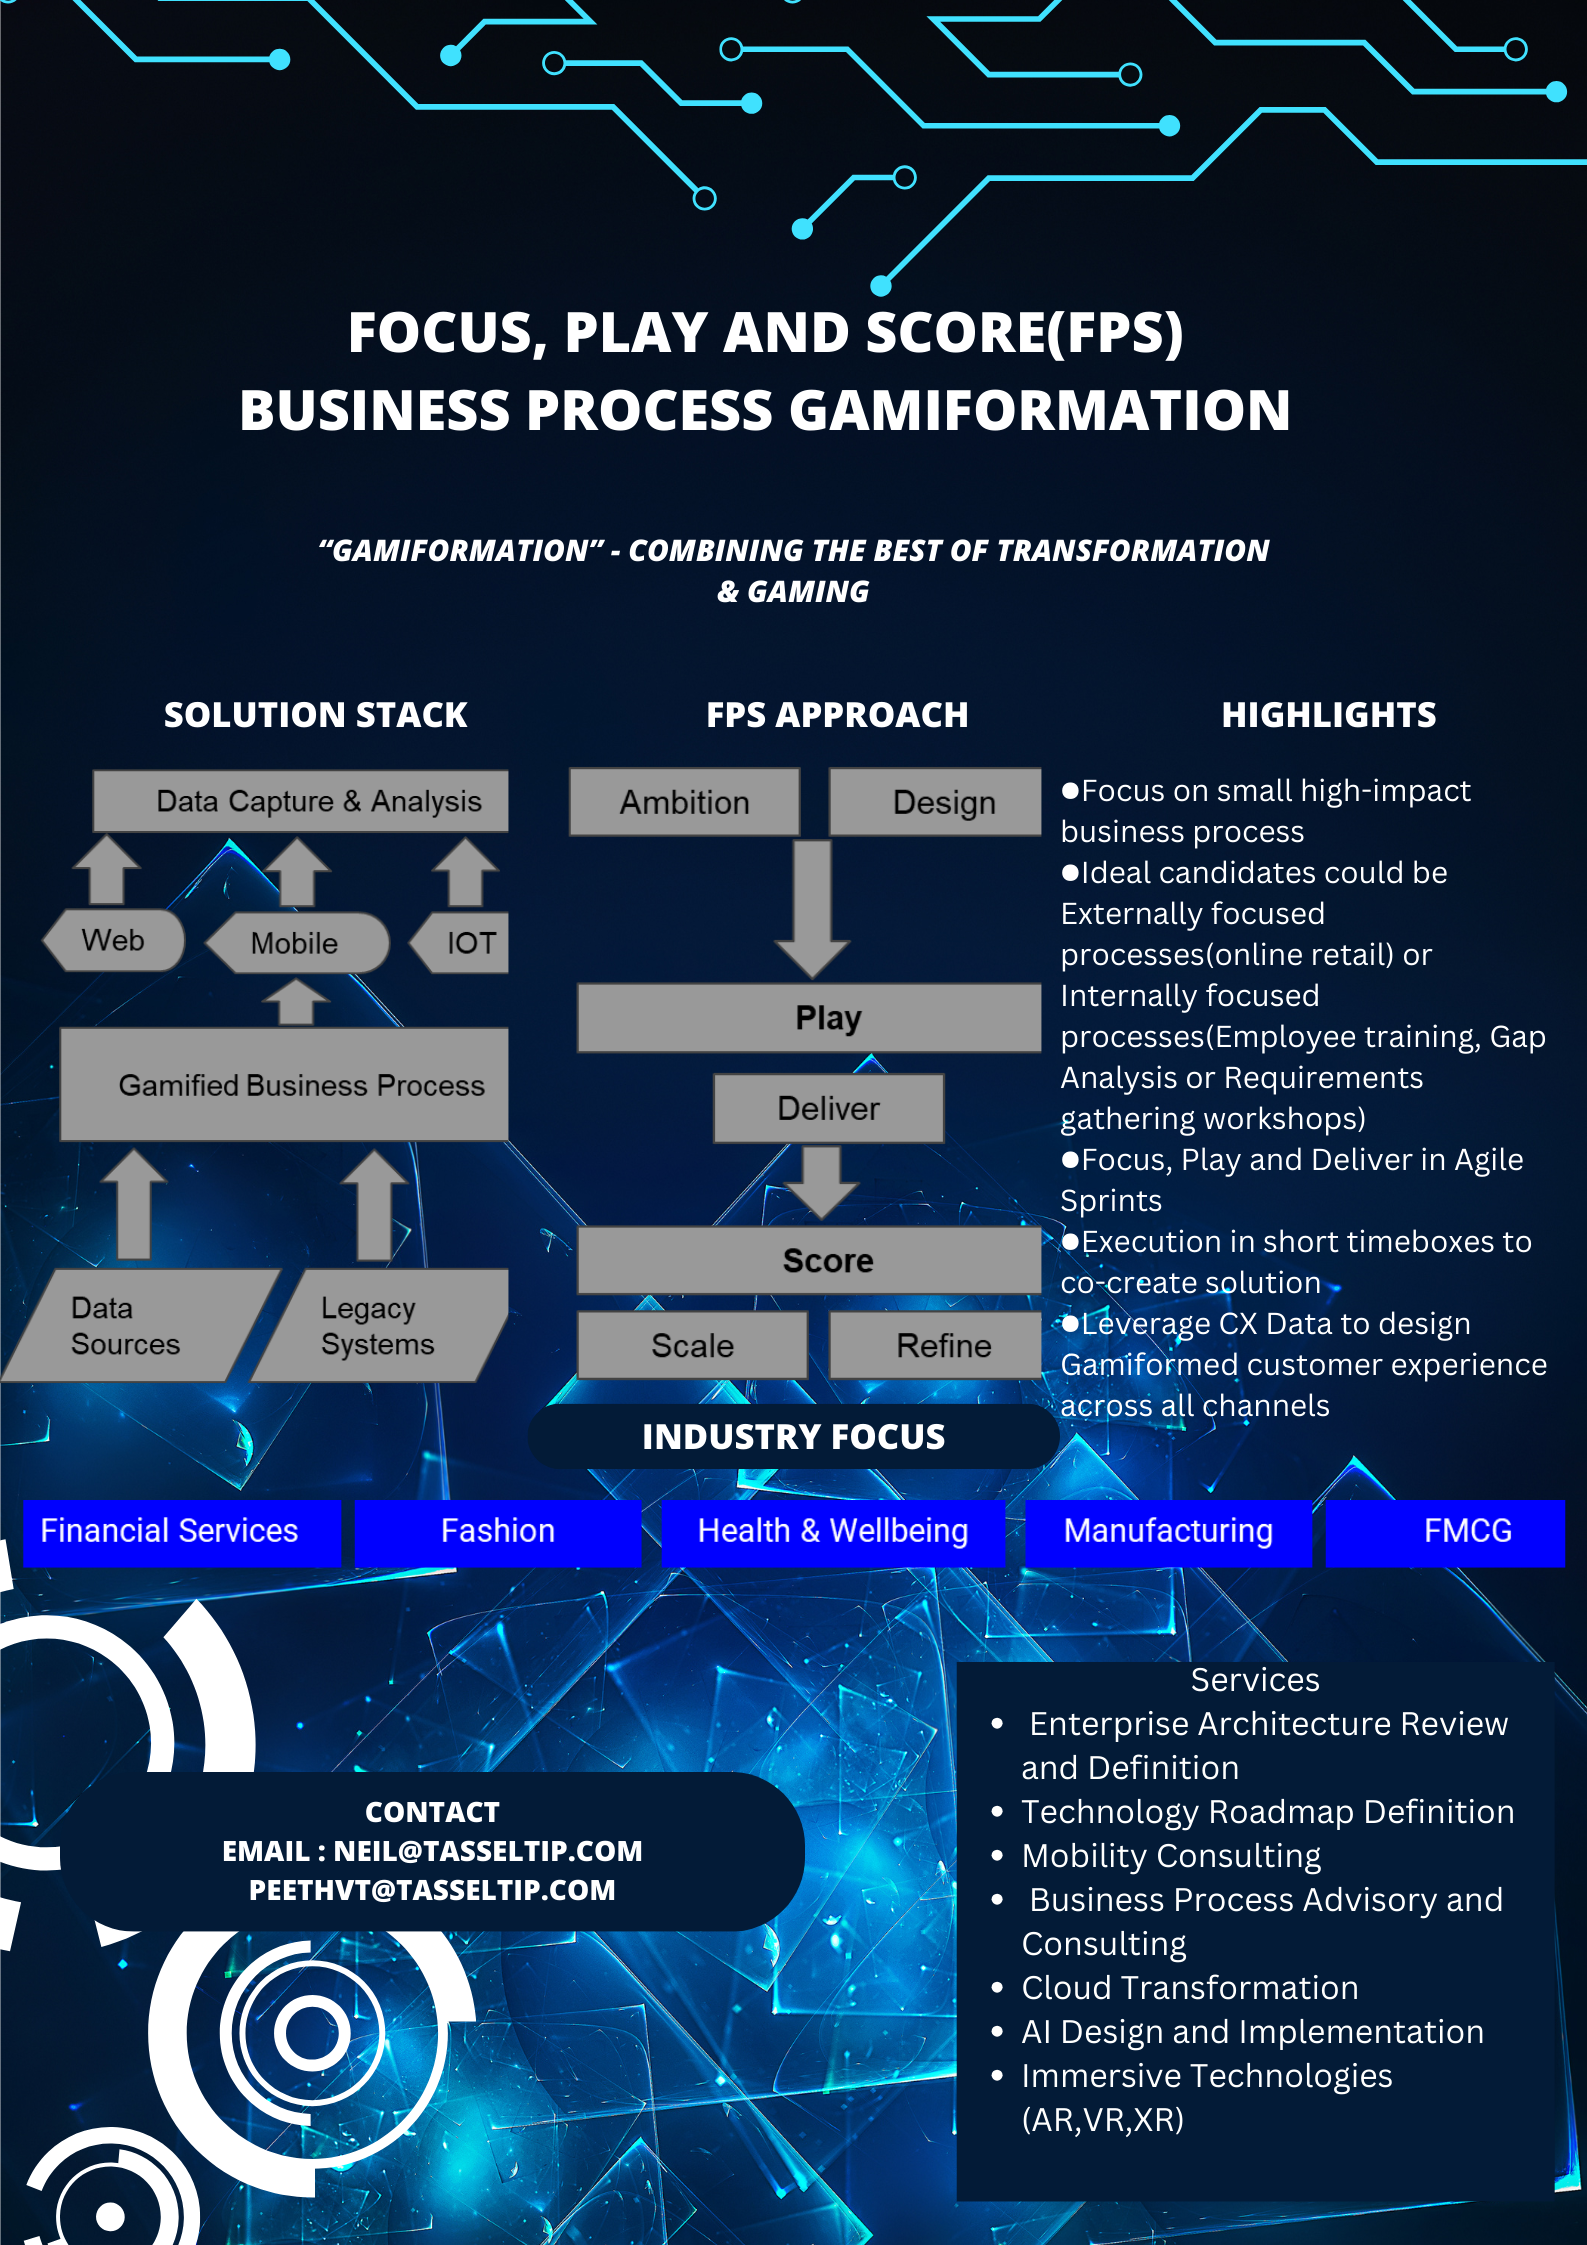 FOCUS, PLAY AND SCORE(FPS)
BUSINESS PROCESS GAMIFORMATION
“GAMIFORMATION” - COMBINING THE BEST OF TRANSFORMATION
& GAMING
SOLUTION STACK
Data Capture & Analysis
Web
Mobile
IOT
Gamified Business Process
Data
Sources
Legacy
Systems
FPS APPROACH
Ambition
Design
Play
Deliver
Score
Scale
Refine
HIGHLIGHTS
●Focus on small high-impact
business process
●Ideal candidates could be
Externally focused
processes(online retail) or
Internally focused
processes(Employee training, Gap
Analysis or Requirements
gathering workshops)
●Focus, Play and Deliver in Agile
Sprints
●Execution in short timeboxes to
co-create solution
●Leverage CX Data to design
Gamiformed customer experience
across all channels
INDUSTRY FOCUS
Financial Services
Fashion
Health & Wellbeing
Manufacturing
FMCG
CONTACT
EMAIL : NEIL@TASSELTIP.COM
PEETHVT@TASSELTIP.COM
Services
• Enterprise Architecture Review
and Definition
• Technology Roadmap Definition
• Mobility Consulting
• Business Process Advisory and
Consulting
• Cloud Transformation
• AI Design and Implementation
• Immersive Technologies
(AR,VR,XR)